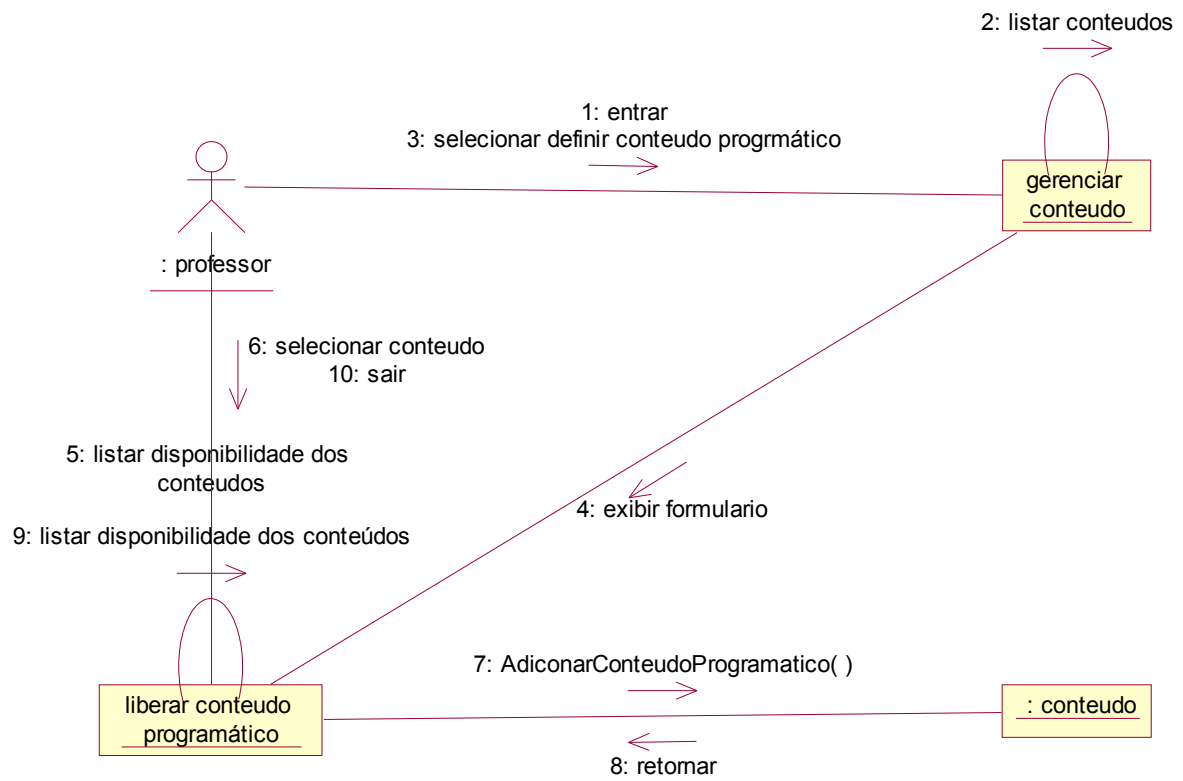 2: listar conteudos
1: entrar
3: selecionar definir conteudo progrmático
gerenciar
conteudo
: professor
6: selecionar conteudo
10: sair
5: listar disponibilidade dos
conteudos
4: exibir formulario
9: listar disponibilidade dos conteúdos
7: AdiconarConteudoProgramatico( )
liberar conteudo
programático
: conteudo
8: retornar